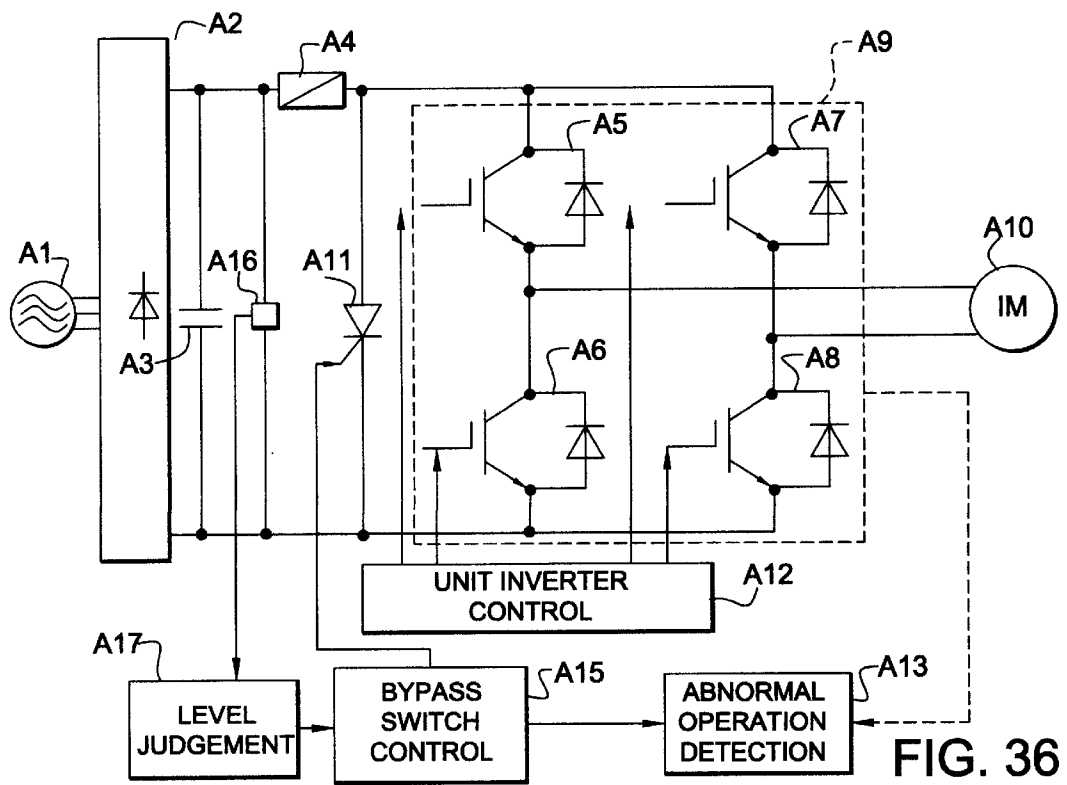 A2
A4
A9
A5
A7
A1
A16
A11
A10
IM
A3
A6
A8
UNIT INVERTER
CONTROL
A12
A17
LEVEL
JUDGEMENT
BYPASS
SWITCH
CONTROL
A15
ABNORMAL
OPERATION
DETECTION
A13
FIG. 36